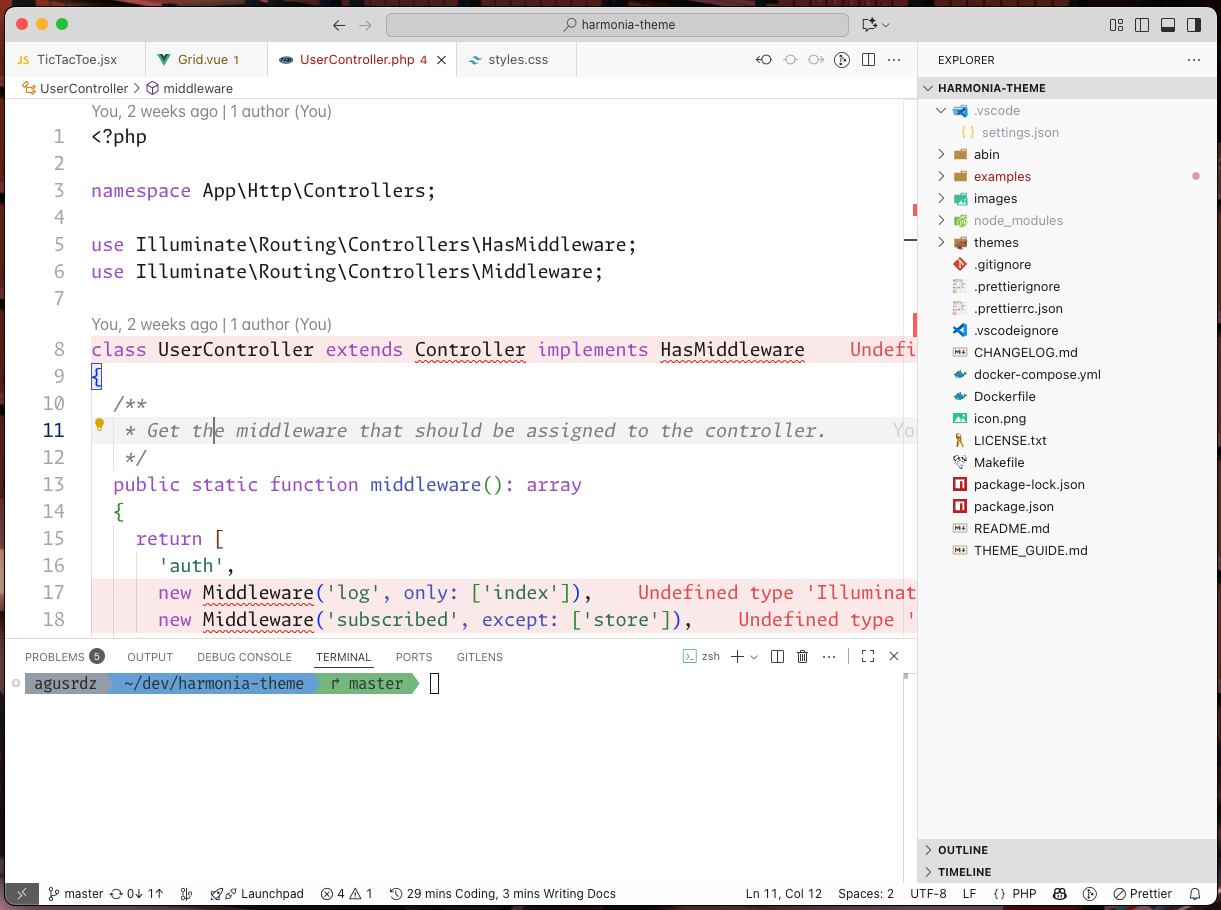 harmonia-theme
JS TicTacToe.jsx
Grid.vue 1
UserController.php 4
styles.css
UserController > middleware
You, 2 weeks ago | 1 author (You)
1 <?php
2
3 namespace App\Http\Controllers;
4
5 use Illuminate\Routing\Controllers\HasMiddleware;
6 use Illuminate\Routing\Controllers\Middleware;
7
You, 2 weeks ago | 1 author (You)
8 class UserController extends Controller implements HasMiddleware Undefi
9 {
10 /**
11 * Get the middleware that should be assigned to the controller. Yo
12 */
13 public static function middleware(): array
14 {
15 return [
16 'auth',
17 new Middleware('log', only: ['index']), Undefined type 'Illuminat
18 new Middleware('subscribed', except: ['store']), Undefined type '
PROBLEMS 5
OUTPUT
DEBUG CONSOLE
TERMINAL
PORTS
GITLENS
zsh
agusrdz ~/dev/harmonia-theme master
EXPLORER
HARMONIA-THEME
.vscode
{} settings.json
abin
examples
images
node_modules
themes
.gitignore
.prettierignore
.prettierrc.json
.vscodeignore
CHANGELOG.md
docker-compose.yml
Dockerfile
icon.png
LICENSE.txt
Makefile
package-lock.json
package.json
README.md
THEME_GUIDE.md
OUTLINE
TIMELINE
master 0↓ 1↑ Launchpad 4 1 29 mins Coding, 3 mins Writing Docs Ln 11, Col 12 Spaces: 2 UTF-8 LF {} PHP Prettier